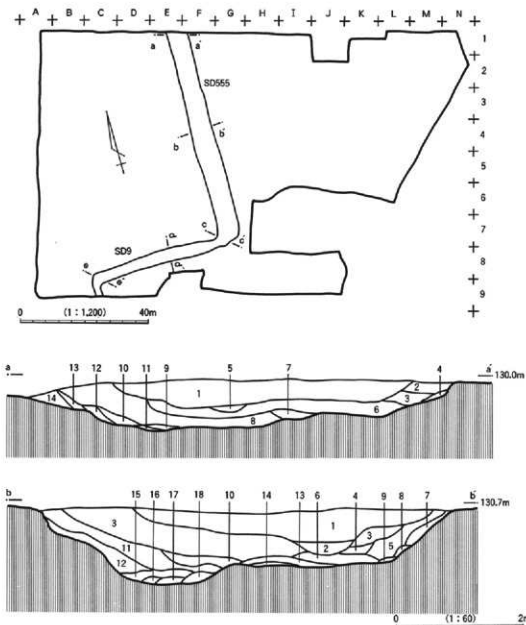 A B C D E F G H I J K L M N
1
2
3
4
5
6
7
8
9
a a'
SD555
b b'
c c'
SD9
d d'
e e'
0 (1:1,200) 40m
a 13 12 10 11 9 5 7 4 a'
130.0m
14 1 2 3 6 8
b 15 16 17 18 10 14 13 6 4 9 8 7 b'
130.7m
3 1 3 2 5 11 12
0 (1:60)